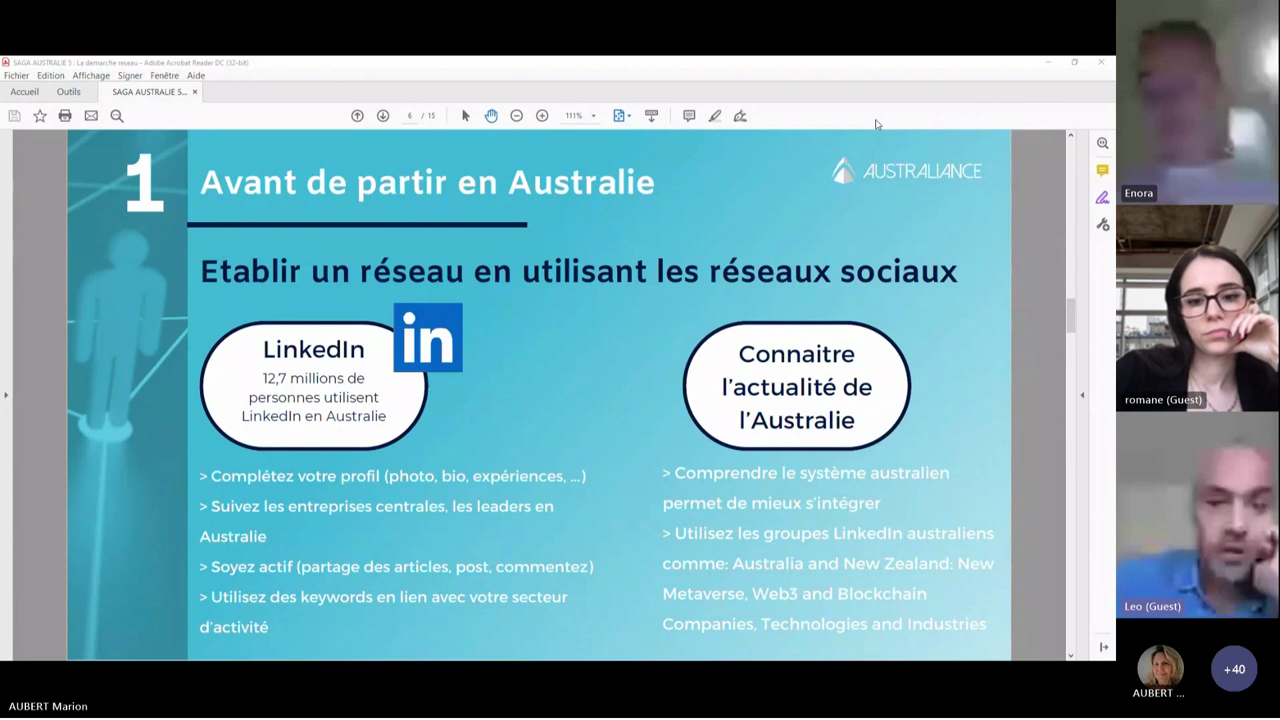 SAGA AUSTRALIE 5 : La demarche reseau - Adobe Acrobat Reader DC (32-bit)
Fichier Edition Affichage Signer Fenêtre Aide
Accueil Outils SAGA AUSTRALIE 5... ×
6 / 15 111%
1
Avant de partir en Australie
AUSTRALIANCE
Etablir un réseau en utilisant les réseaux sociaux
LinkedIn
12,7 millions de
personnes utilisent
LinkedIn en Australie
in
> Complétez votre profil (photo, bio, expériences, ...)
> Suivez les entreprises centrales, les leaders en
Australie
> Soyez actif (partage des articles, post, commentez)
> Utilisez des keywords en lien avec votre secteur
d'activité
Connaitre
l'actualité de
l'Australie
> Comprendre le système australien
permet de mieux s'intégrer
> Utilisez les groupes LinkedIn australiens
comme: Australia and New Zealand: New
Metaverse, Web3 and Blockchain
Companies, Technologies and Industries
Enora
romane (Guest)
Leo (Guest)
AUBERT ...
+40
AUBERT Marion